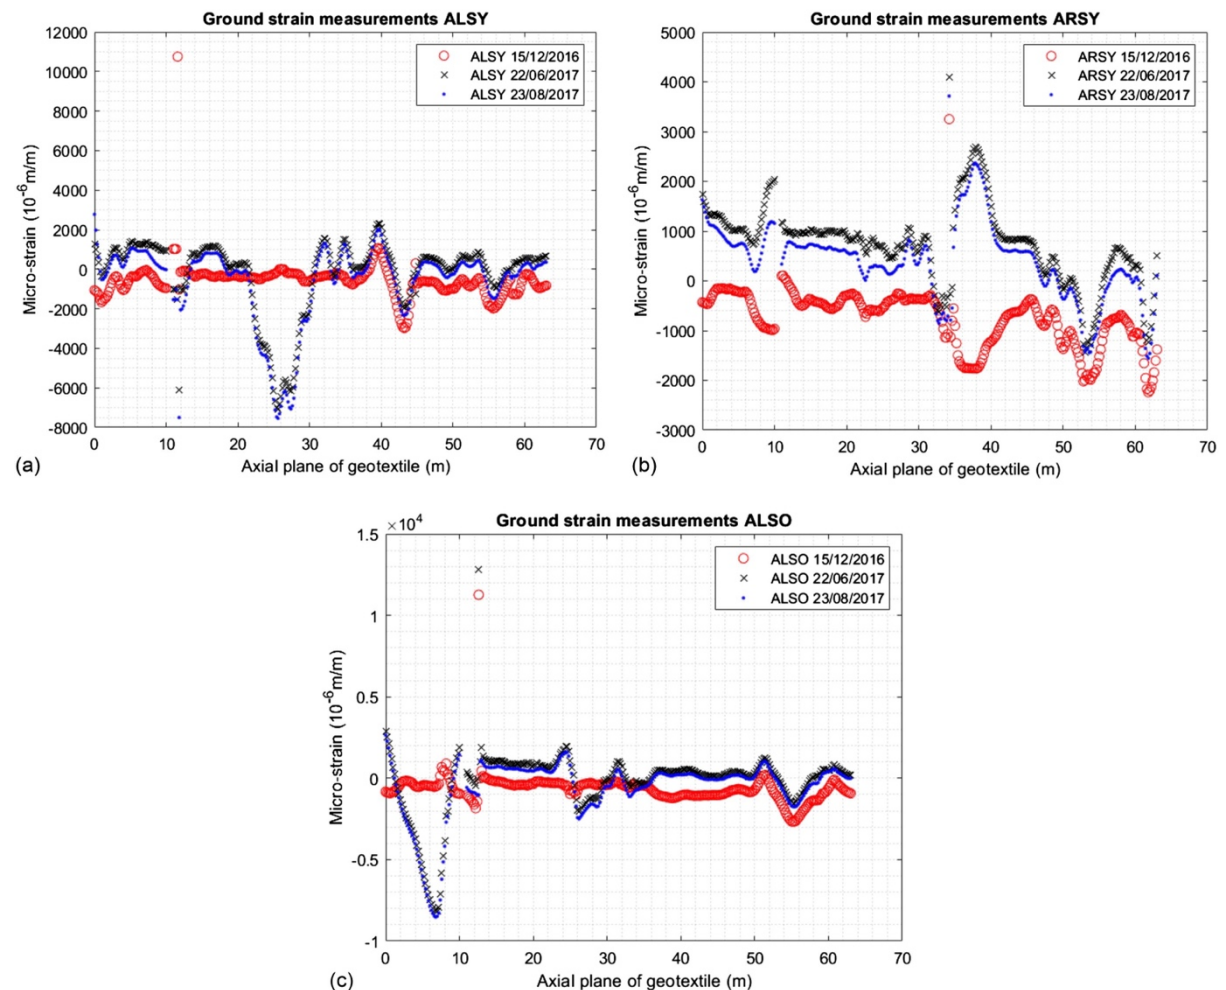 Ground strain measurements ALSY
12000
10000
8000
6000
4000
2000
0
-2000
-4000
-6000
-8000
Micro-strain (10⁻⁶m/m)
ALSY 15/12/2016
ALSY 22/06/2017
ALSY 23/08/2017
0 10 20 30 40 50 60 70
Axial plane of geotextile (m)
(a)
Ground strain measurements ARSY
5000
4000
3000
2000
1000
0
-1000
-2000
-3000
Micro-strain (10⁻⁶m/m)
ARSY 15/12/2016
ARSY 22/06/2017
ARSY 23/08/2017
0 10 20 30 40 50 60 70
Axial plane of geotextile (m)
(b)
Ground strain measurements ALSO
×10⁴
1.5
1
0.5
0
-0.5
-1
Micro-strain (10⁻⁶m/m)
ALSO 15/12/2016
ALSO 22/06/2017
ALSO 23/08/2017
0 10 20 30 40 50 60 70
Axial plane of geotextile (m)
(c)